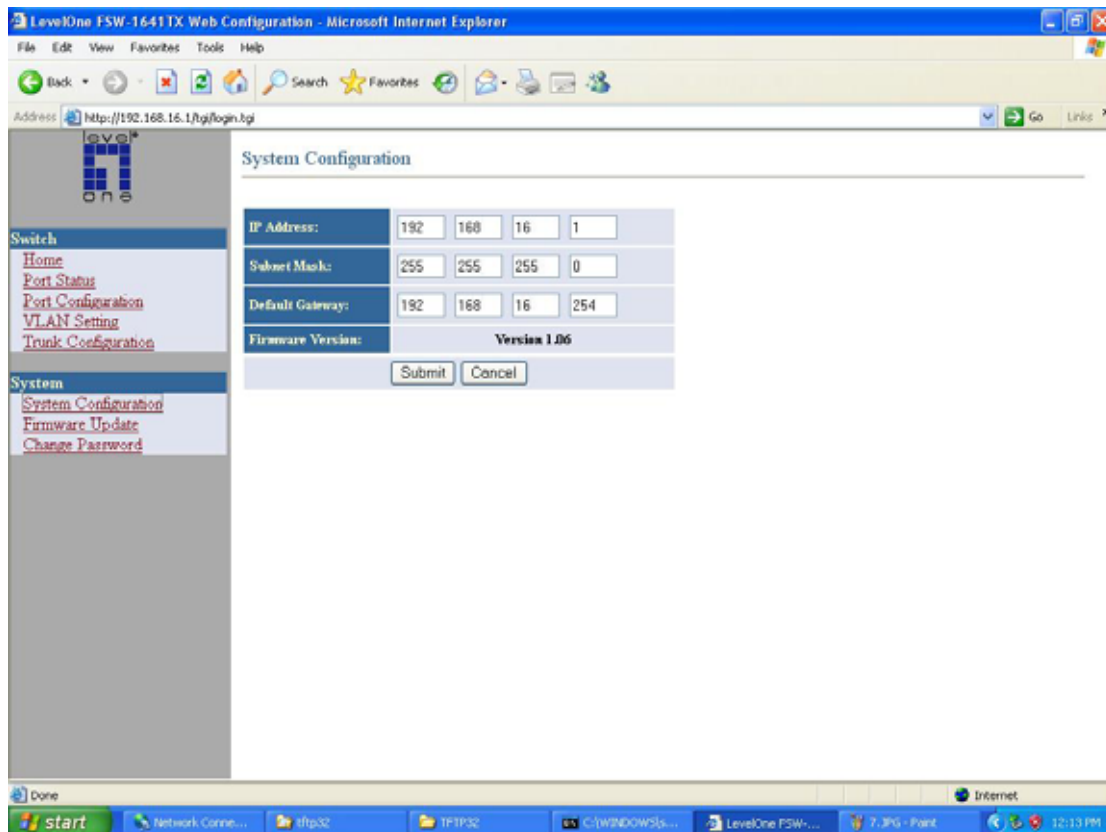 LevelOne FSW-1641TX Web Configuration - Microsoft Internet Explorer
File Edit View Favorites Tools Help
Back Search Favorites
Address http://192.168.16.1/tgi/login.tgi Go Links
level
one
System Configuration
IP Address: 192 168 16 1
Subnet Mask: 255 255 255 0
Default Gateway: 192 168 16 254
Firmware Version: Version 1.06
Submit Cancel
Switch
Home
Port Status
Port Configuration
VLAN Setting
Trunk Configuration
System
System Configuration
Firmware Update
Change Password
Done Internet
start Network Conne... tftp32 TFTP32 C:\WINDOWS\s... LevelOne FSW-... 7.JPG - Paint 12:13 PM